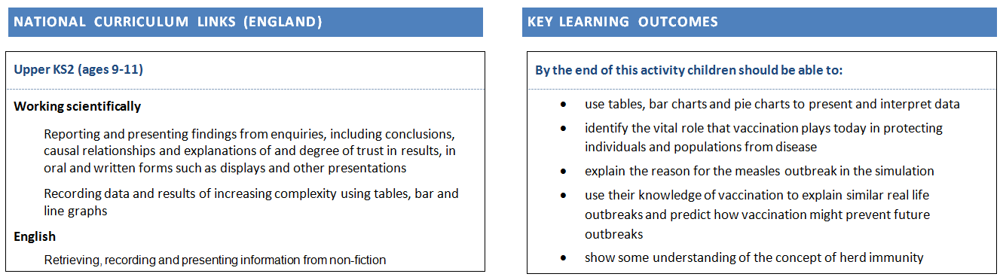 NATIONAL CURRICULUM LINKS (ENGLAND)
Upper KS2 (ages 9-11)
Working scientifically
Reporting and presenting findings from enquiries, including conclusions,
causal relationships and explanations of and degree of trust in results, in
oral and written forms such as displays and other presentations
Recording data and results of increasing complexity using tables, bar and
line graphs
English
Retrieving, recording and presenting information from non-fiction
KEY LEARNING OUTCOMES
By the end of this activity children should be able to:
• use tables, bar charts and pie charts to present and interpret data
• identify the vital role that vaccination plays today in protecting
individuals and populations from disease
• explain the reason for the measles outbreak in the simulation
• use their knowledge of vaccination to explain similar real life
outbreaks and predict how vaccination might prevent future
outbreaks
• show some understanding of the concept of herd immunity